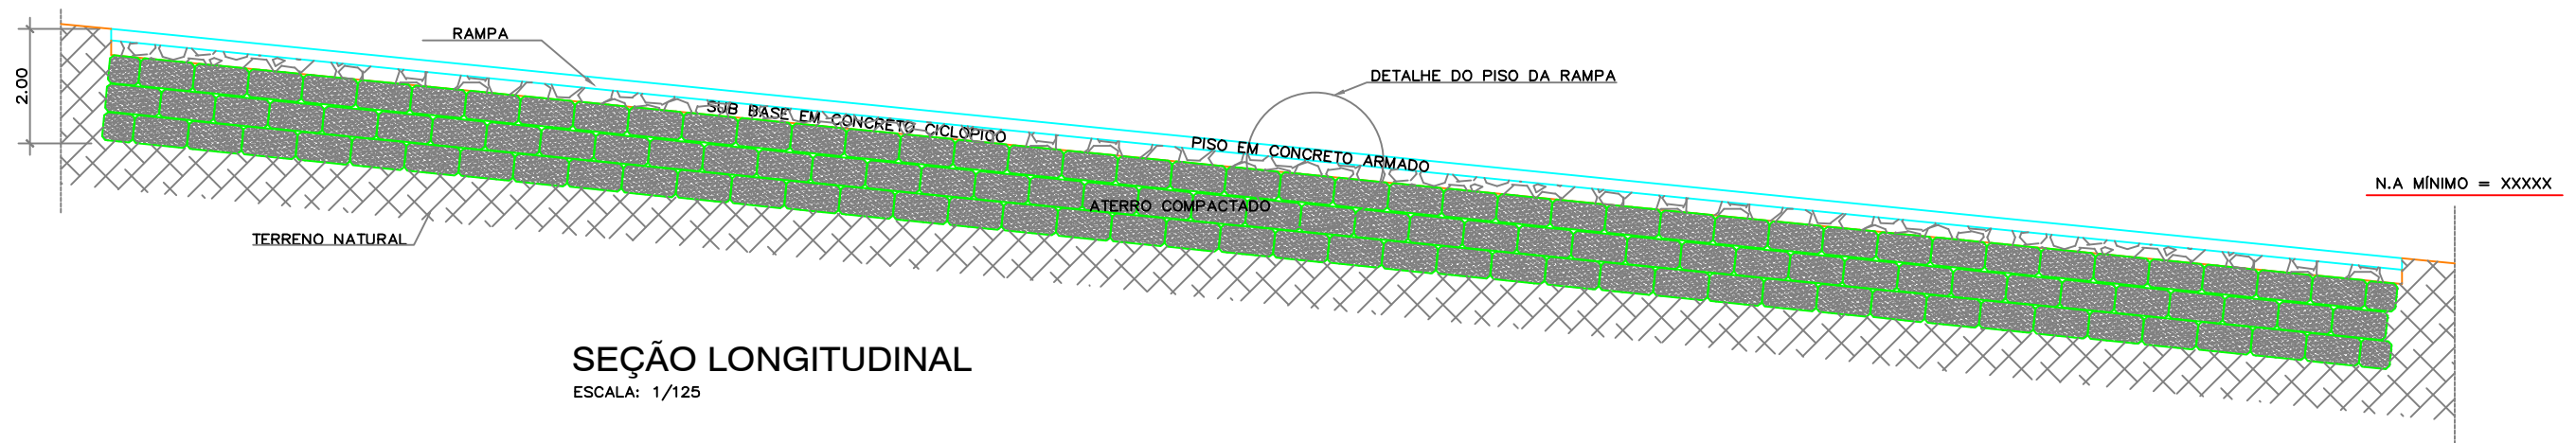 2.00
RAMPA
DETALHE DO PISO DA RAMPA
SUB BASE EM CONCRETO CICLOPICO
PISO EM CONCRETO ARMADO
N.A MÍNIMO = XXXXX
ATERRO COMPACTADO
TERRENO NATURAL
SEÇÃO LONGITUDINAL
ESCALA: 1/125